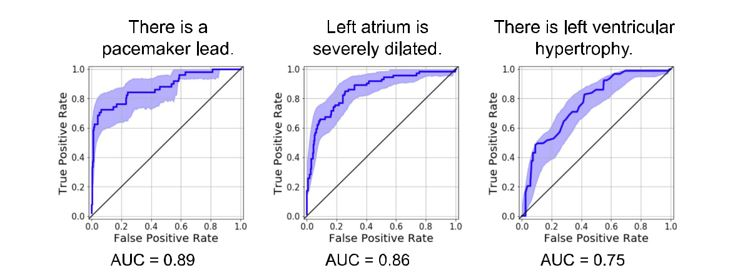 There is a
pacemaker lead.
Left atrium is
severely dilated.
There is left ventricular
hypertrophy.
1.0
0.8
0.6
0.4
0.2
0.0
True Positive Rate
0.0 0.2 0.4 0.6 0.8 1.0
False Positive Rate
AUC = 0.89
1.0
0.8
0.6
0.4
0.2
0.0
True Positive Rate
0.0 0.2 0.4 0.6 0.8 1.0
False Positive Rate
AUC = 0.86
1.0
0.8
0.6
0.4
0.2
0.0
True Positive Rate
0.0 0.2 0.4 0.6 0.8 1.0
False Positive Rate
AUC = 0.75